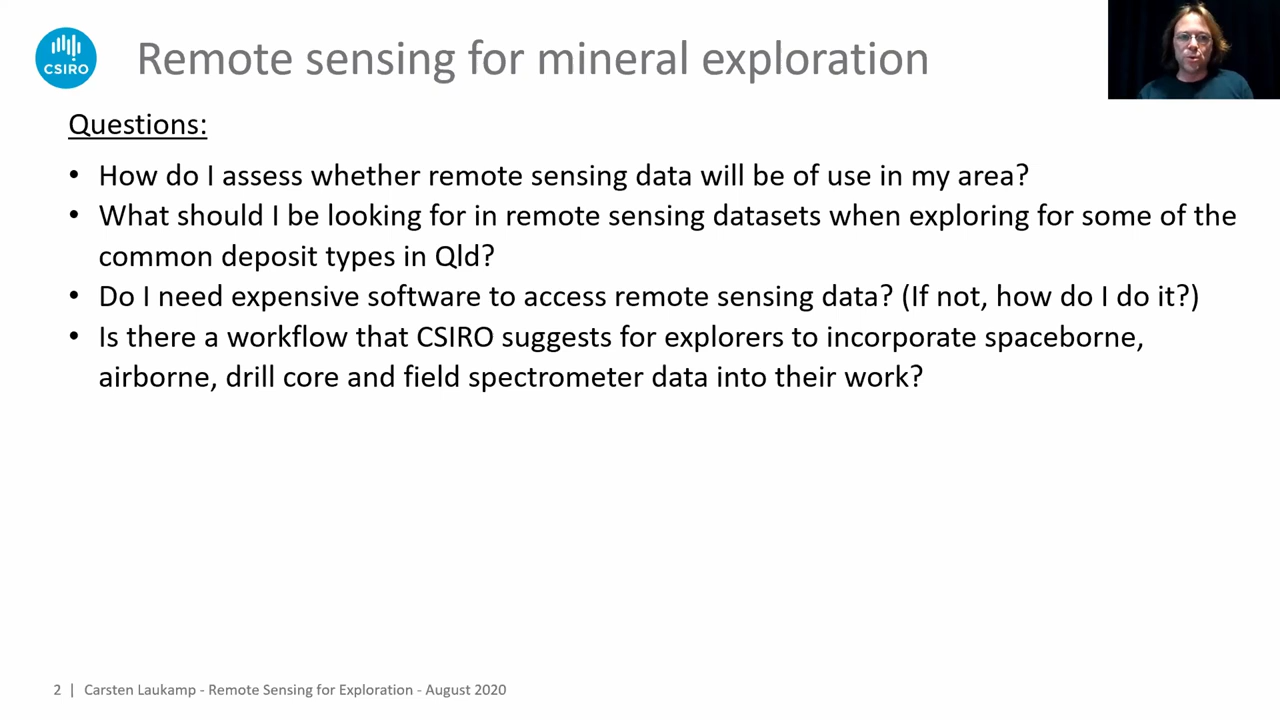 CSIRO
Remote sensing for mineral exploration
Questions:
• How do I assess whether remote sensing data will be of use in my area?
• What should I be looking for in remote sensing datasets when exploring for some of the
common deposit types in Qld?
• Do I need expensive software to access remote sensing data? (If not, how do I do it?)
• Is there a workflow that CSIRO suggests for explorers to incorporate spaceborne,
airborne, drill core and field spectrometer data into their work?
2 | Carsten Laukamp - Remote Sensing for Exploration - August 2020